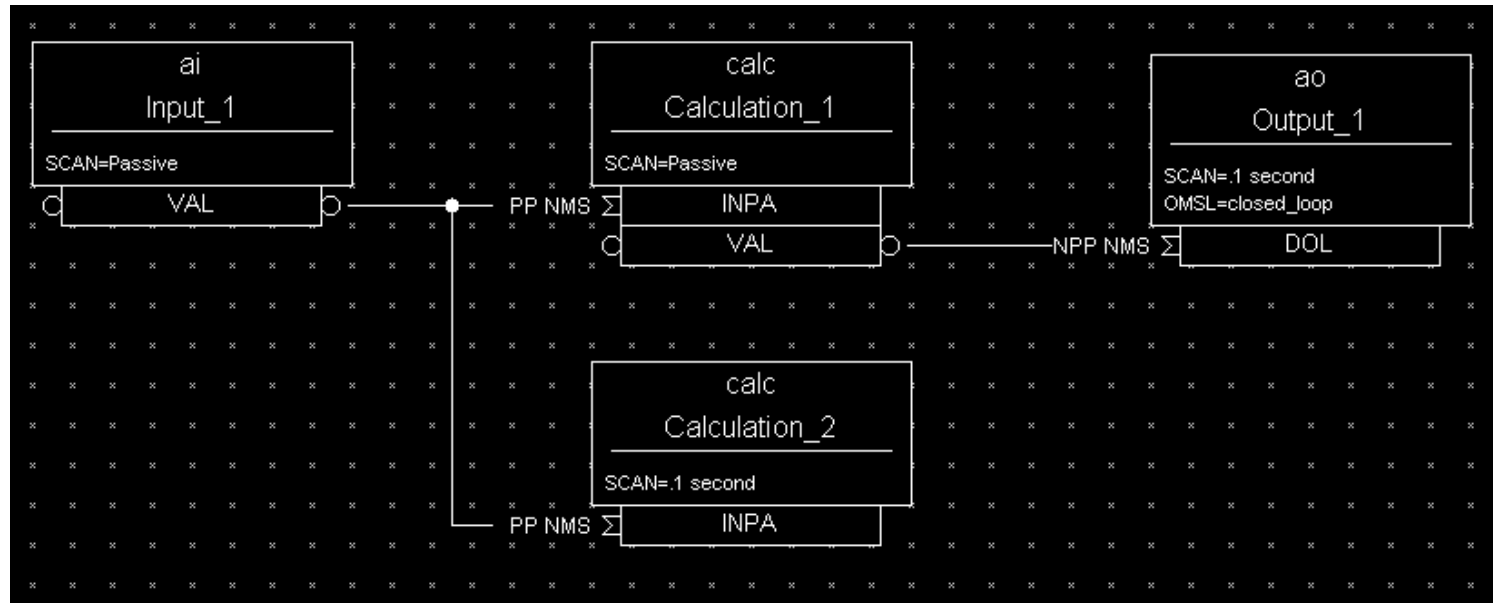 ai
Input_1
SCAN=Passive
VAL
calc
Calculation_1
SCAN=Passive
PP NMS Σ INPA
VAL
ao
Output_1
SCAN=.1 second
OMSL=closed_loop
NPP NMS Σ DOL
calc
Calculation_2
SCAN=.1 second
PP NMS Σ INPA